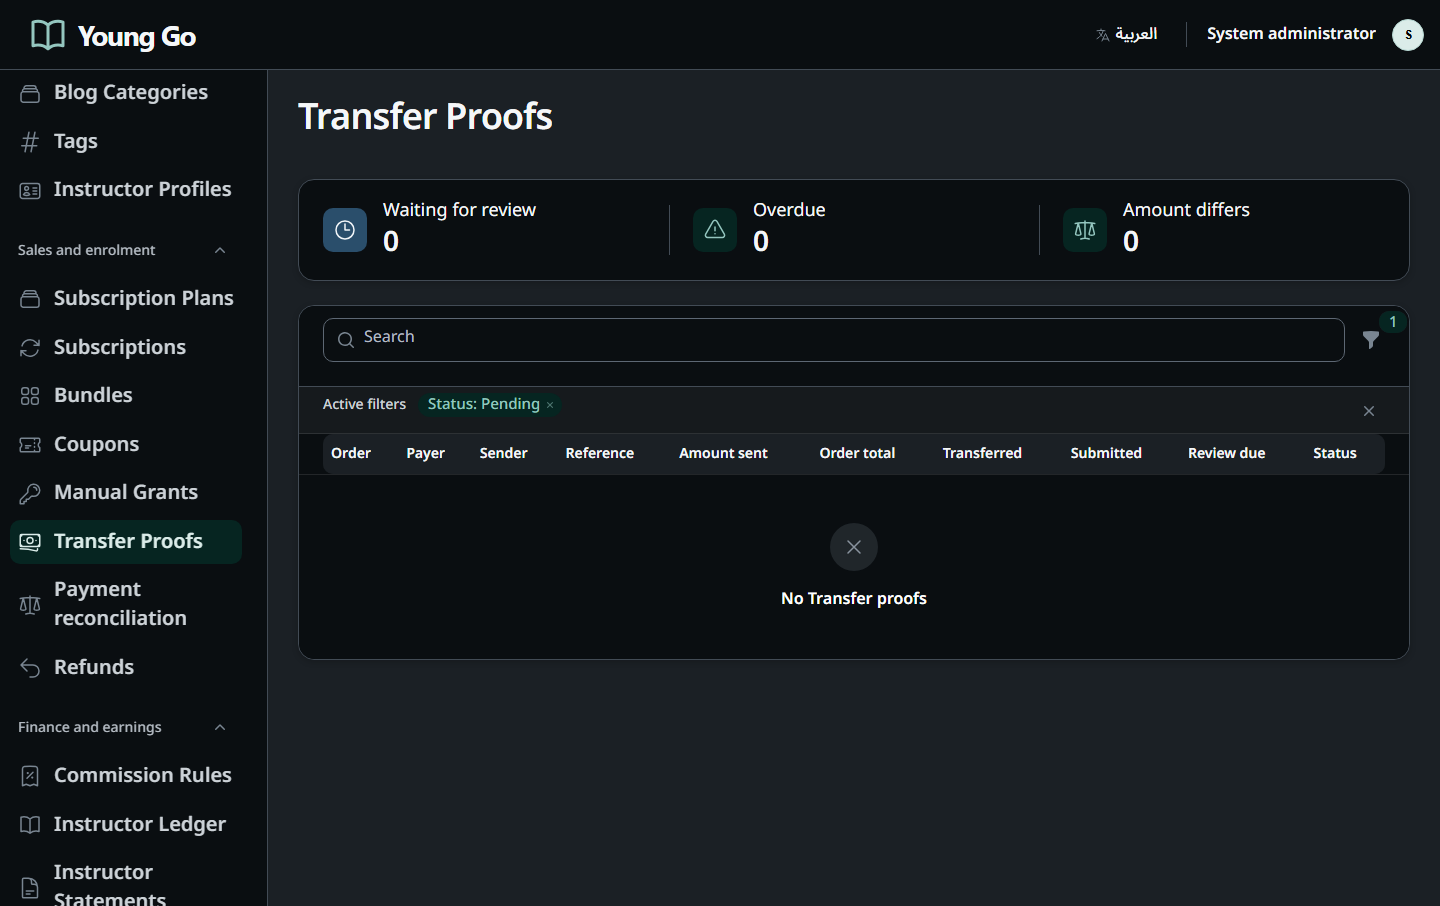 Young Go
العربية
System administrator
S
Blog Categories
Tags
Instructor Profiles
Sales and enrolment
Subscription Plans
Subscriptions
Bundles
Coupons
Manual Grants
Transfer Proofs
Payment
reconciliation
Refunds
Finance and earnings
Commission Rules
Instructor Ledger
Instructor
Statements
Transfer Proofs
Waiting for review
0
Overdue
0
Amount differs
0
Search
1
Active filters Status: Pending
Order Payer Sender Reference Amount sent Order total Transferred Submitted Review due Status
No Transfer proofs